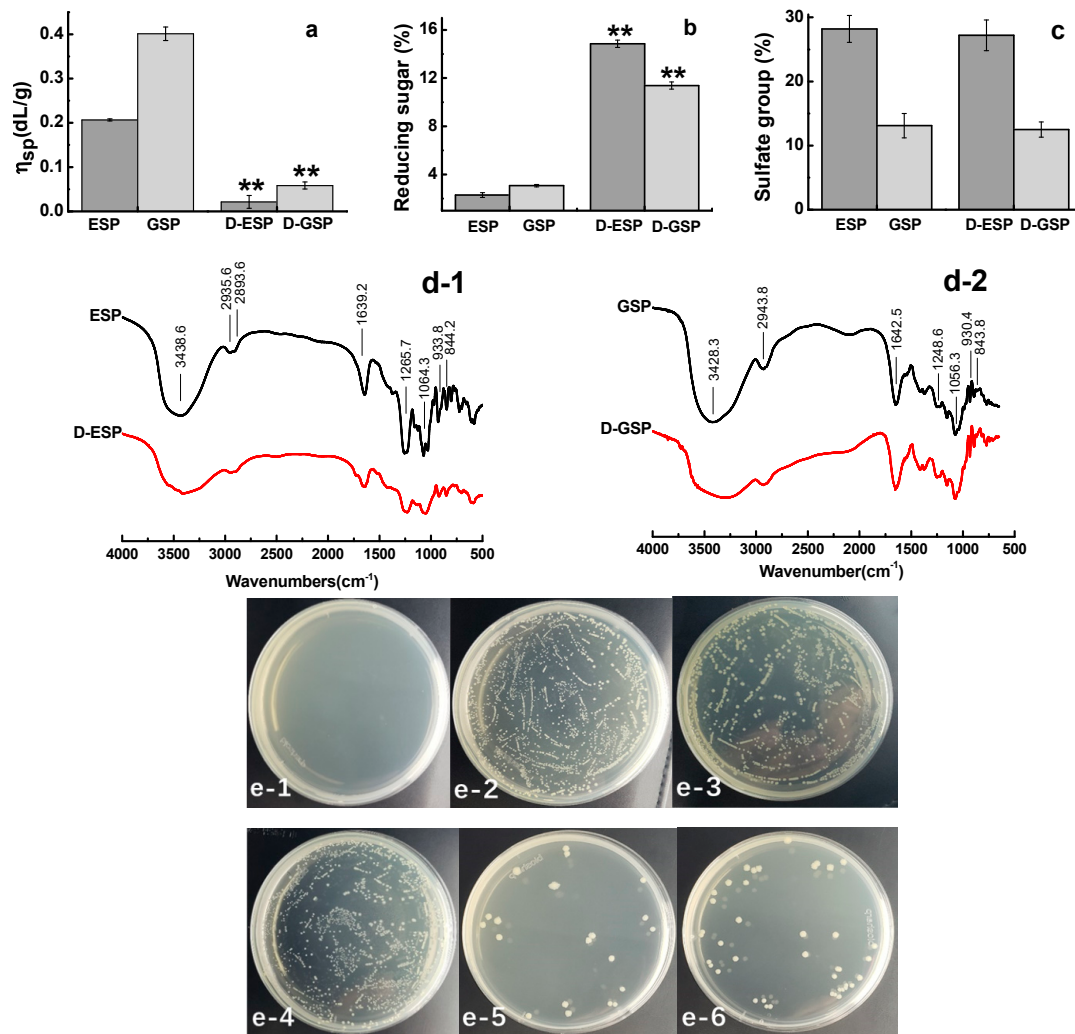 a
η sp (dL/g)
0.4
0.3
0.2
0.1
0.0
**
**
ESP
GSP
D-ESP
D-GSP
b
Reducing sugar (%)
16
12
8
4
**
**
ESP
GSP
D-ESP
D-GSP
c
Sulfate group (%)
30
20
10
0
ESP
GSP
D-ESP
D-GSP
d-1
ESP
D-ESP
3438.6
2935.6
2893.6
1639.2
1265.7
1064.3
933.8
844.2
4000 3500 3000 2500 2000 1500 1000 500
Wavenumbers(cm⁻¹)
d-2
GSP
D-GSP
3428.3
2943.8
1642.5
1248.6
1056.3
930.4
843.8
4000 3500 3000 2500 2000 1500 1000 500
Wavenumber(cm⁻¹)
e-1
e-2
e-3
e-4
e-5
e-6